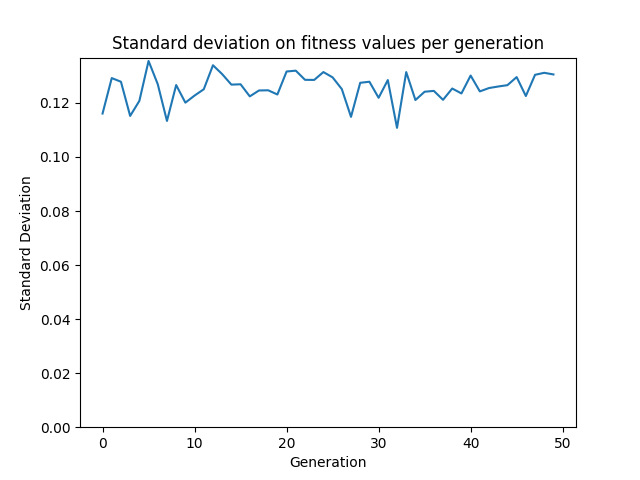 Standard deviation on fitness values per generation
0.12
0.10
0.08
0.06
0.04
0.02
0.00
Standard Deviation
0 10 20 30 40 50
Generation